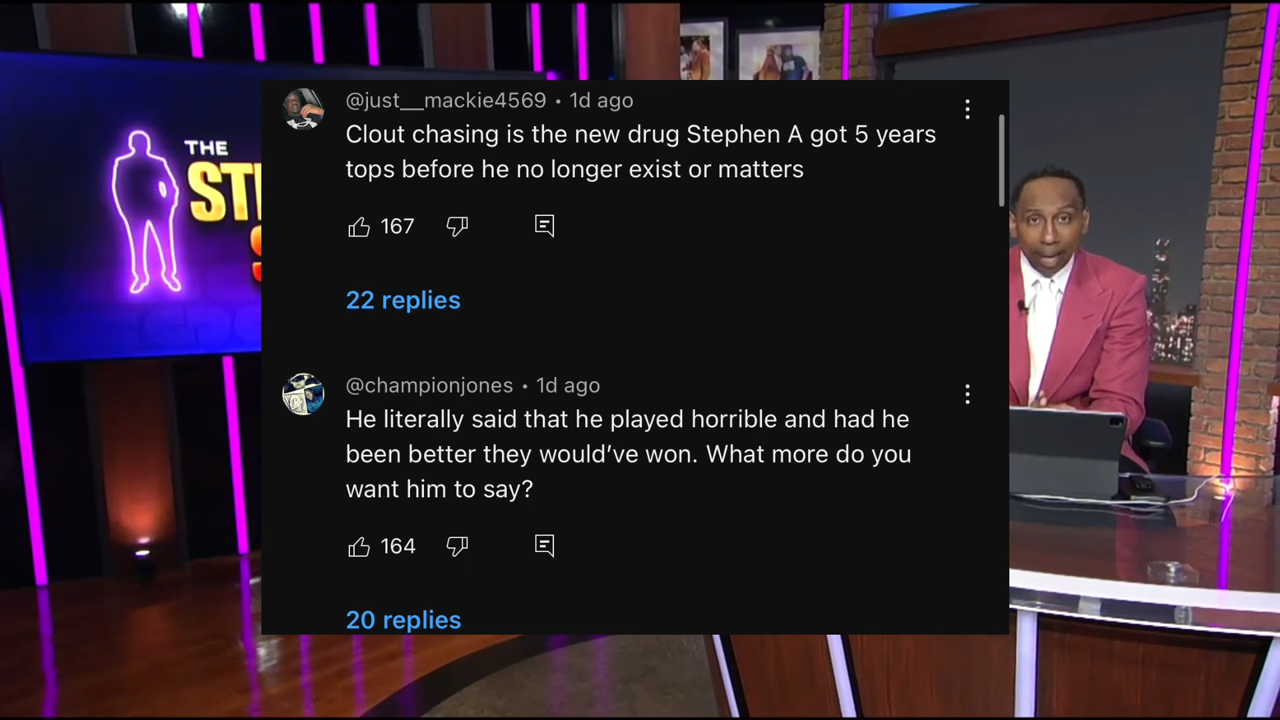 THE
@just__mackie4569 • 1d ago
Clout chasing is the new drug Stephen A got 5 years
tops before he no longer exist or matters
167
22 replies
@championjones • 1d ago
He literally said that he played horrible and had he
been better they would’ve won. What more do you
want him to say?
164
20 replies